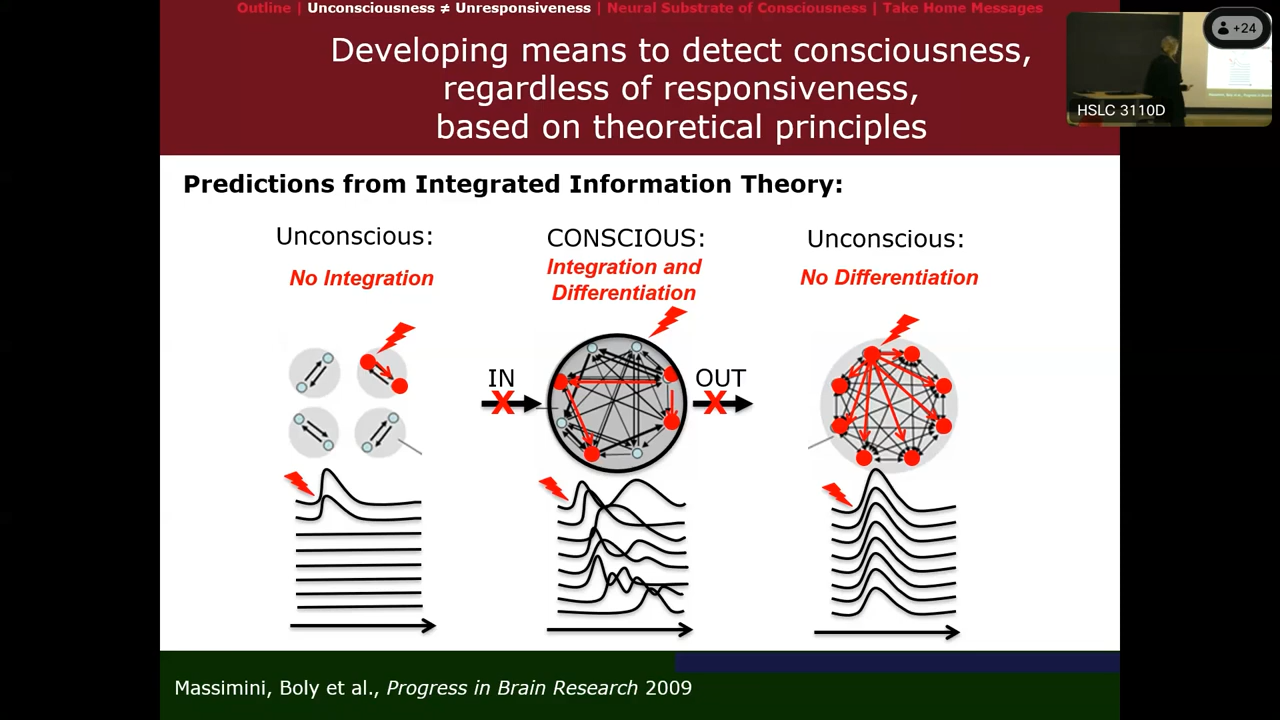 Outline | Unconsciousness ≠ Unresponsiveness | Neural Substrate of Consciousness | Take Home Messages
Developing means to detect consciousness,
regardless of responsiveness,
based on theoretical principles
+24
HSLC 3110D
Predictions from Integrated Information Theory:
Unconscious:
No Integration
CONSCIOUS:
Integration and
Differentiation
Unconscious:
No Differentiation
IN
X
OUT
X
Massimini, Boly et al., Progress in Brain Research 2009